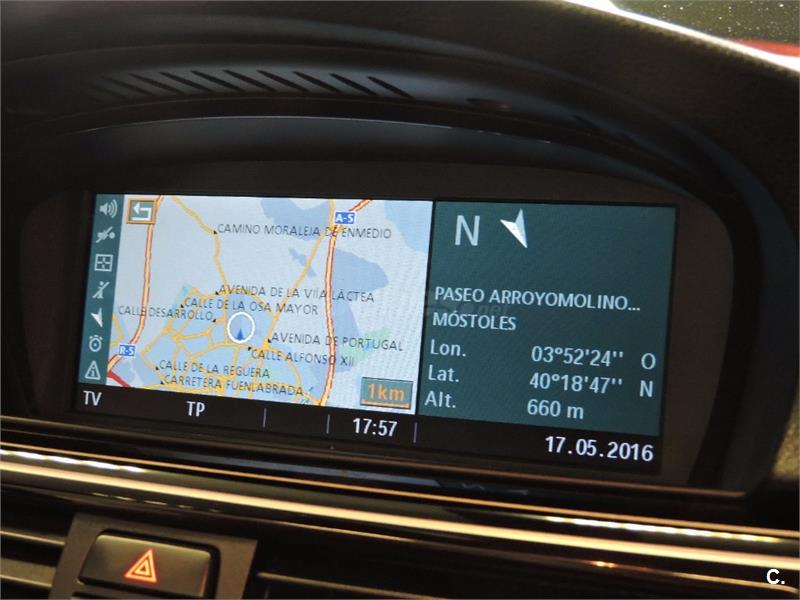 A-5
CAMINO MORALEJA DE ENMEDIO
AVENIDA DE LA VIÍA LÁCTEA
CALLE DE LA OSA MAYOR
CALLE DESARROLLO
AVENIDA DE PORTUGAL
R-5
CALLE ALFONSO XII
CALLE DE LA REGUERA
CARRETERA FUENLABRADA
1km
N
PASEO ARROYOMOLINO...
MÓSTOLES
Lon. 03°52'24'' O
Lat. 40°18'47'' N
Alt. 660 m
TV TP 17:57
17.05.2016
C.